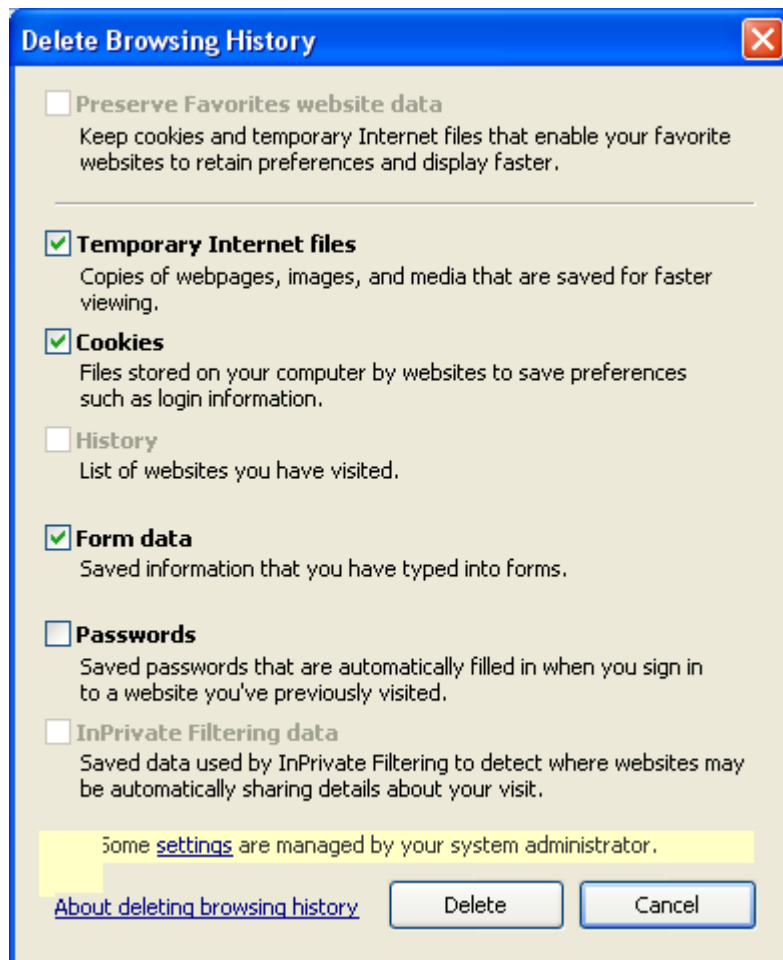 Delete Browsing History
Preserve Favorites website data
Keep cookies and temporary Internet files that enable your favorite
websites to retain preferences and display faster.
Temporary Internet files
Copies of webpages, images, and media that are saved for faster
viewing.
Cookies
Files stored on your computer by websites to save preferences
such as login information.
History
List of websites you have visited.
Form data
Saved information that you have typed into forms.
Passwords
Saved passwords that are automatically filled in when you sign in
to a website you've previously visited.
InPrivate Filtering data
Saved data used by InPrivate Filtering to detect where websites may
be automatically sharing details about your visit.
Some settings are managed by your system administrator.
About deleting browsing history Delete Cancel